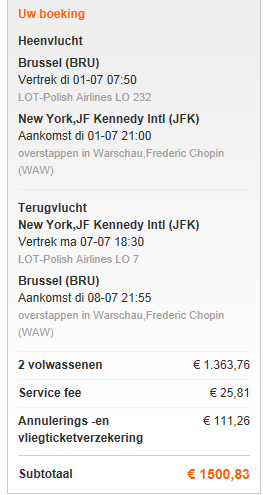 Uw boeking
Heenvlucht
Brussel (BRU)
Vertrek di 01-07 07:50
LOT-Polish Airlines LO 232
New York,JF Kennedy Intl (JFK)
Aankomst di 01-07 21:00
overstappen in Warschau,Frederic Chopin
(WAW)
Terugvlucht
New York,JF Kennedy Intl (JFK)
Vertrek ma 07-07 18:30
LOT-Polish Airlines LO 7
Brussel (BRU)
Aankomst di 08-07 21:55
overstappen in Warschau,Frederic Chopin
(WAW)
2 volwassenen € 1.363,76
Service fee € 25,81
Annulerings -en € 111,26
vliegticketverzekering
Subtotaal € 1500,83